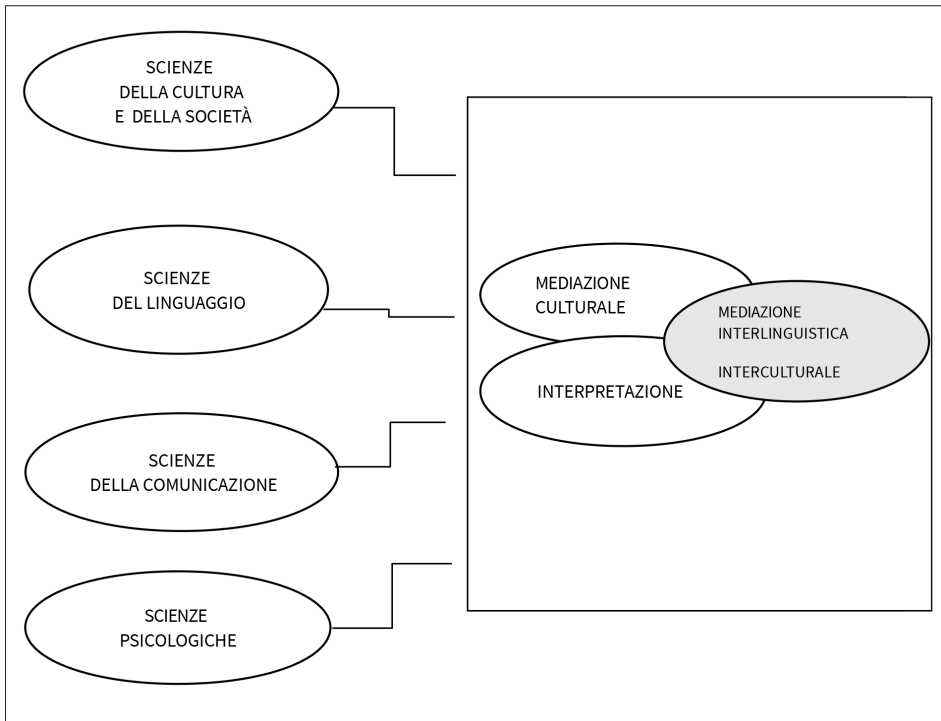 SCIENZE
DELLA CULTURA
E DELLA SOCIETÀ
SCIENZE
DEL LINGUAGGIO
SCIENZE
DELLA COMUNICAZIONE
SCIENZE
PSICOLOGICHE
MEDIAZIONE
CULTURALE
INTERPRETAZIONE
MEDIAZIONE
INTERLINGUISTICA
INTERCULTURALE